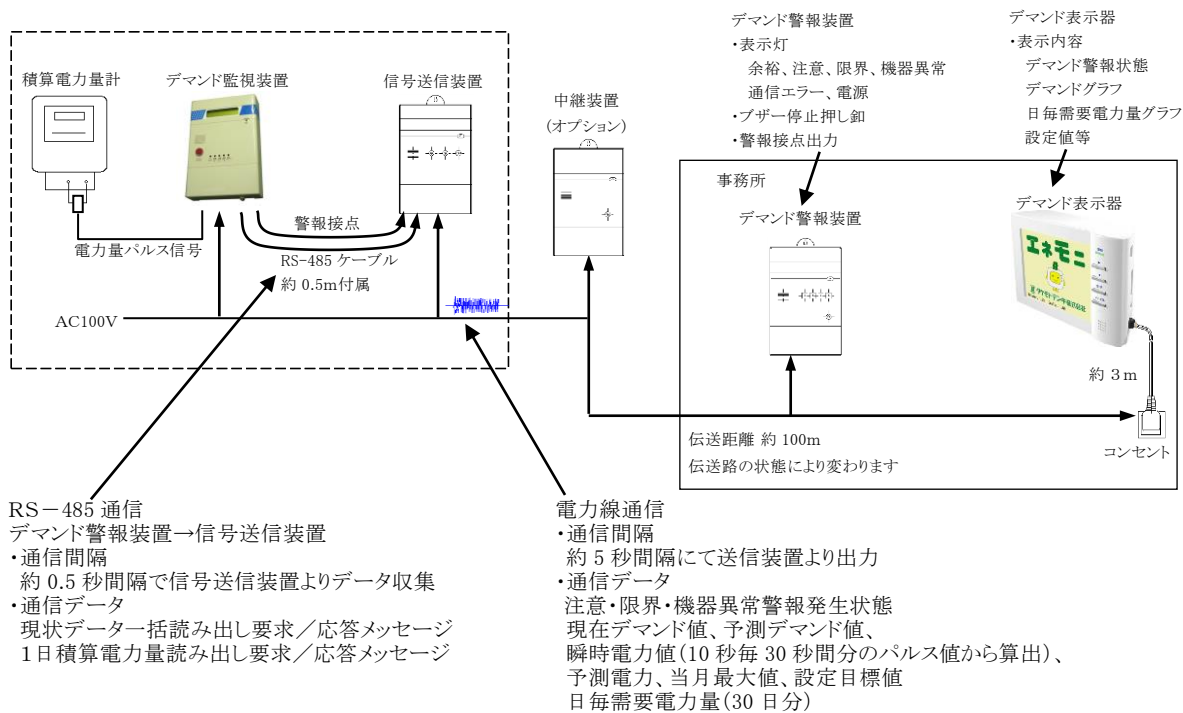 デマンド警報装置
・表示灯
余裕、注意、限界、機器異常
通信エラー、電源
・ブザー停止押し釦
・警報接点出力
デマンド表示器
・表示内容
デマンド警報状態
デマンドグラフ
日毎需要電力量グラフ
設定値等
積算電力量計
デマンド監視装置
信号送信装置
中継装置
(オプション)
事務所
デマンド警報装置
デマンド表示器
エネモニ
電力量パルス信号
警報接点
RS-485 ケーブル
約 0.5m付属
AC100V
約 3m
コンセント
伝送距離 約 100m
伝送路の状態により変わります
RS-485 通信
デマンド警報装置→信号送信装置
・通信間隔
約 0.5 秒間隔で信号送信装置よりデータ収集
・通信データ
現状データ一括読み出し要求/応答メッセージ
1日積算電力量読み出し要求/応答メッセージ
電力線通信
・通信間隔
約 5 秒間隔にて送信装置より出力
・通信データ
注意・限界・機器異常警報発生状態
現在デマンド値、予測デマンド値、
瞬時電力値(10 秒毎 30 秒間分のパルス値から算出)、
予測電力、当月最大値、設定目標値
日毎需要電力量(30 日分)